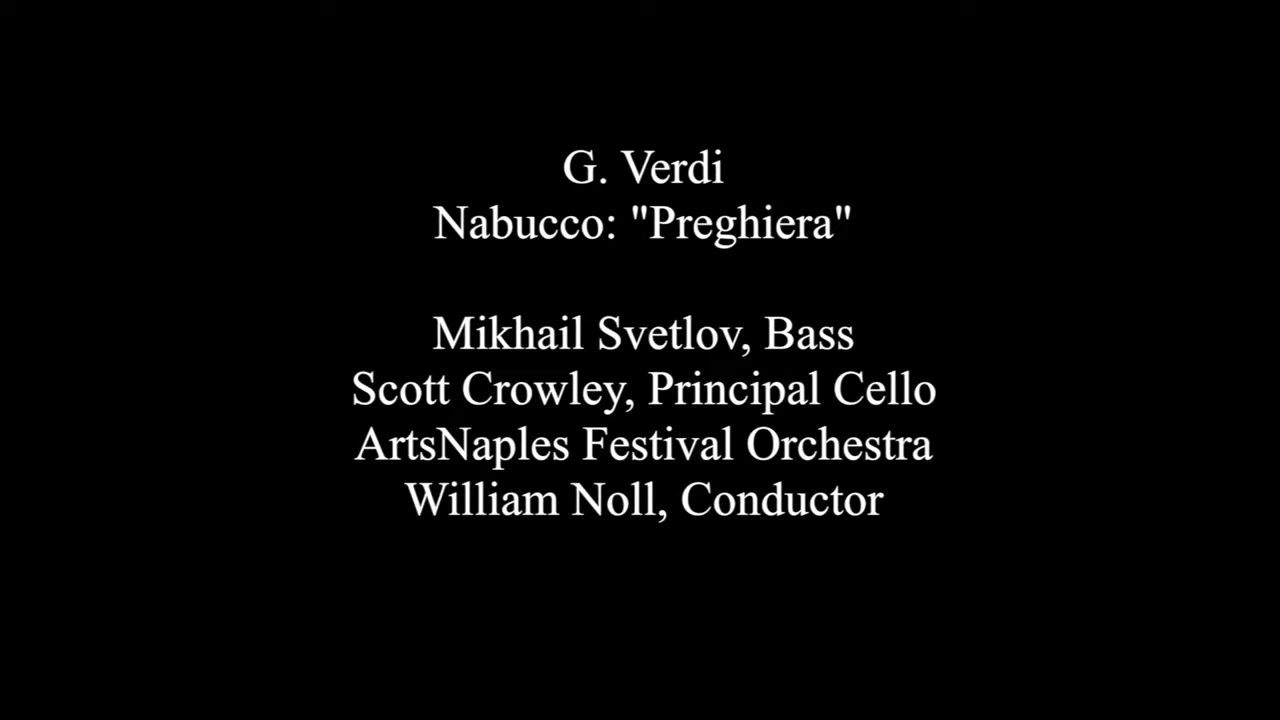 G. Verdi
Nabucco: "Preghiera"
Mikhail Svetlov, Bass
Scott Crowley, Principal Cello
ArtsNaples Festival Orchestra
William Noll, Conductor